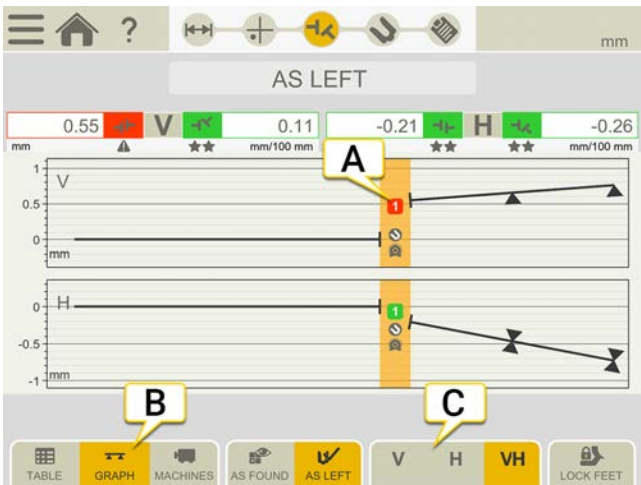 ?
mm
AS LEFT
0.55 V 0.11 -0.21 H -0.26
mm mm/100 mm mm/100 mm
A
1
V
0.5
1
0
mm
H
0
1
-0.5
-1
mm
B
C
TABLE GRAPH MACHINES AS FOUND AS LEFT V H VH LOCK FEET